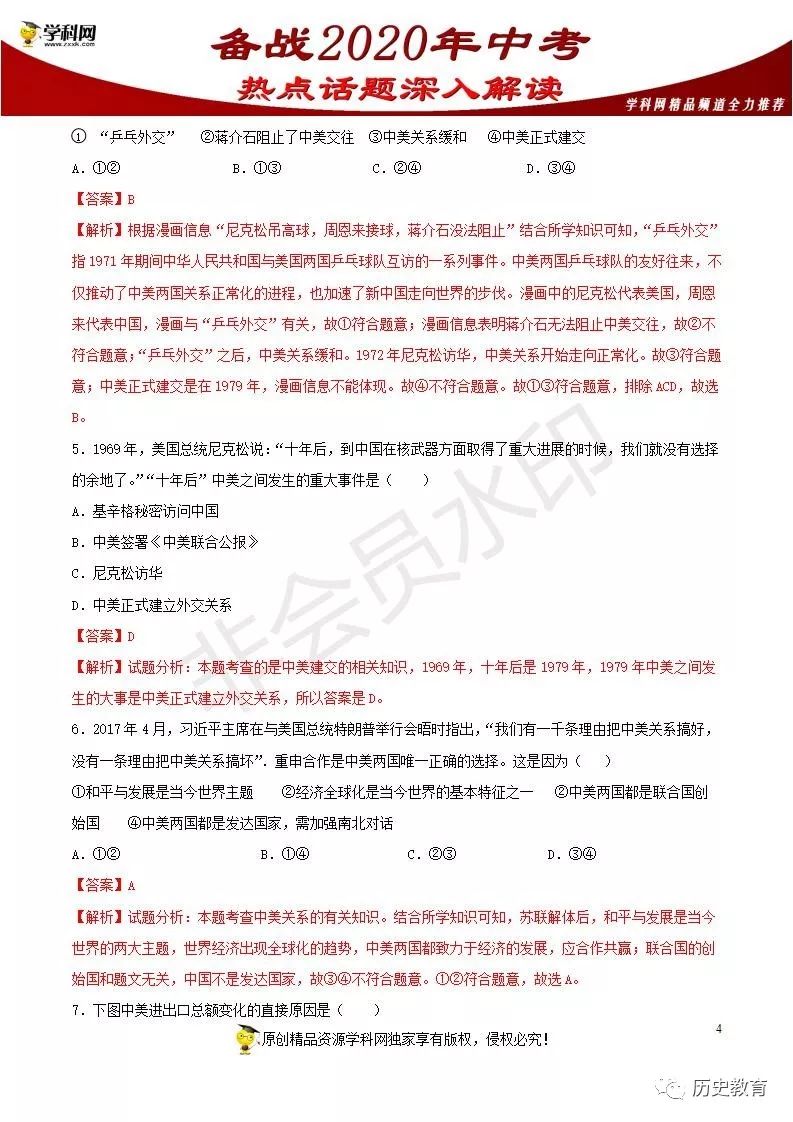 学科网
www.zxxk.com
备战2020年中考
热点话题深入解读
学科网精品频道全力推荐
① “乒乓外交” ②蒋介石阻止了中美交往 ③中美关系缓和 ④中美正式建交
A．①② B．①③ C．②④ D．③④
【答案】B
【解析】根据漫画信息“尼克松吊高球，周恩来接球，蒋介石没法阻止”结合所学知识可知，“乒乓外交”
指1971年期间中华人民共和国与美国两国乒乓球队互访的一系列事件。中美两国乒乓球队的友好往来，不
仅推动了中美两国关系正常化的进程，也加速了新中国走向世界的步伐。漫画中的尼克松代表美国，周恩
来代表中国，漫画与“乒乓外交”有关，故①符合题意；漫画信息表明蒋介石无法阻止中美交往，故②不
符合题意；“乒乓外交”之后，中美关系缓和。1972年尼克松访华，中美关系开始走向正常化。故③符合题
意；中美正式建交是在1979年，漫画信息不能体现。故④不符合题意。故①③符合题意，排除ACD，故选
B。
5．1969年，美国总统尼克松说：“十年后，到中国在核武器方面取得了重大进展的时候，我们就没有选择
的余地了。”“十年后”中美之间发生的重大事件是（ ）
A．基辛格秘密访问中国
B．中美签署《中美联合公报》
C．尼克松访华
D．中美正式建立外交关系
【答案】D
【解析】试题分析：本题考查的是中美建交的相关知识，1969年，十年后是1979年，1979年中美之间发
生的大事是中美正式建立外交关系，所以答案是D。
6．2017年4月，习近平主席在与美国总统特朗普举行会晤时指出，“我们有一千条理由把中美关系搞好，
没有一条理由把中美关系搞坏”．重申合作是中美两国唯一正确的选择。这是因为（ ）
①和平与发展是当今世界主题 ②经济全球化是当今世界的基本特征之一 ②中美两国都是联合国创
始国 ④中美两国都是发达国家，需加强南北对话
A．①② B．①④ C．②③ D．③④
【答案】A
【解析】试题分析：本题考查中美关系的有关知识。结合所学知识可知，苏联解体后，和平与发展是当今
世界的两大主题，世界经济出现全球化的趋势，中美两国都致力于经济的发展，应合作共赢；联合国的创
始国和题文无关，中国不是发达国家，故③④不符合题意。①②符合题意，故选A。
7．下图中美进出口总额变化的直接原因是（ ）
4
原创精品资源学科网独家享有版权，侵权必究！
历史教育
非会员水印